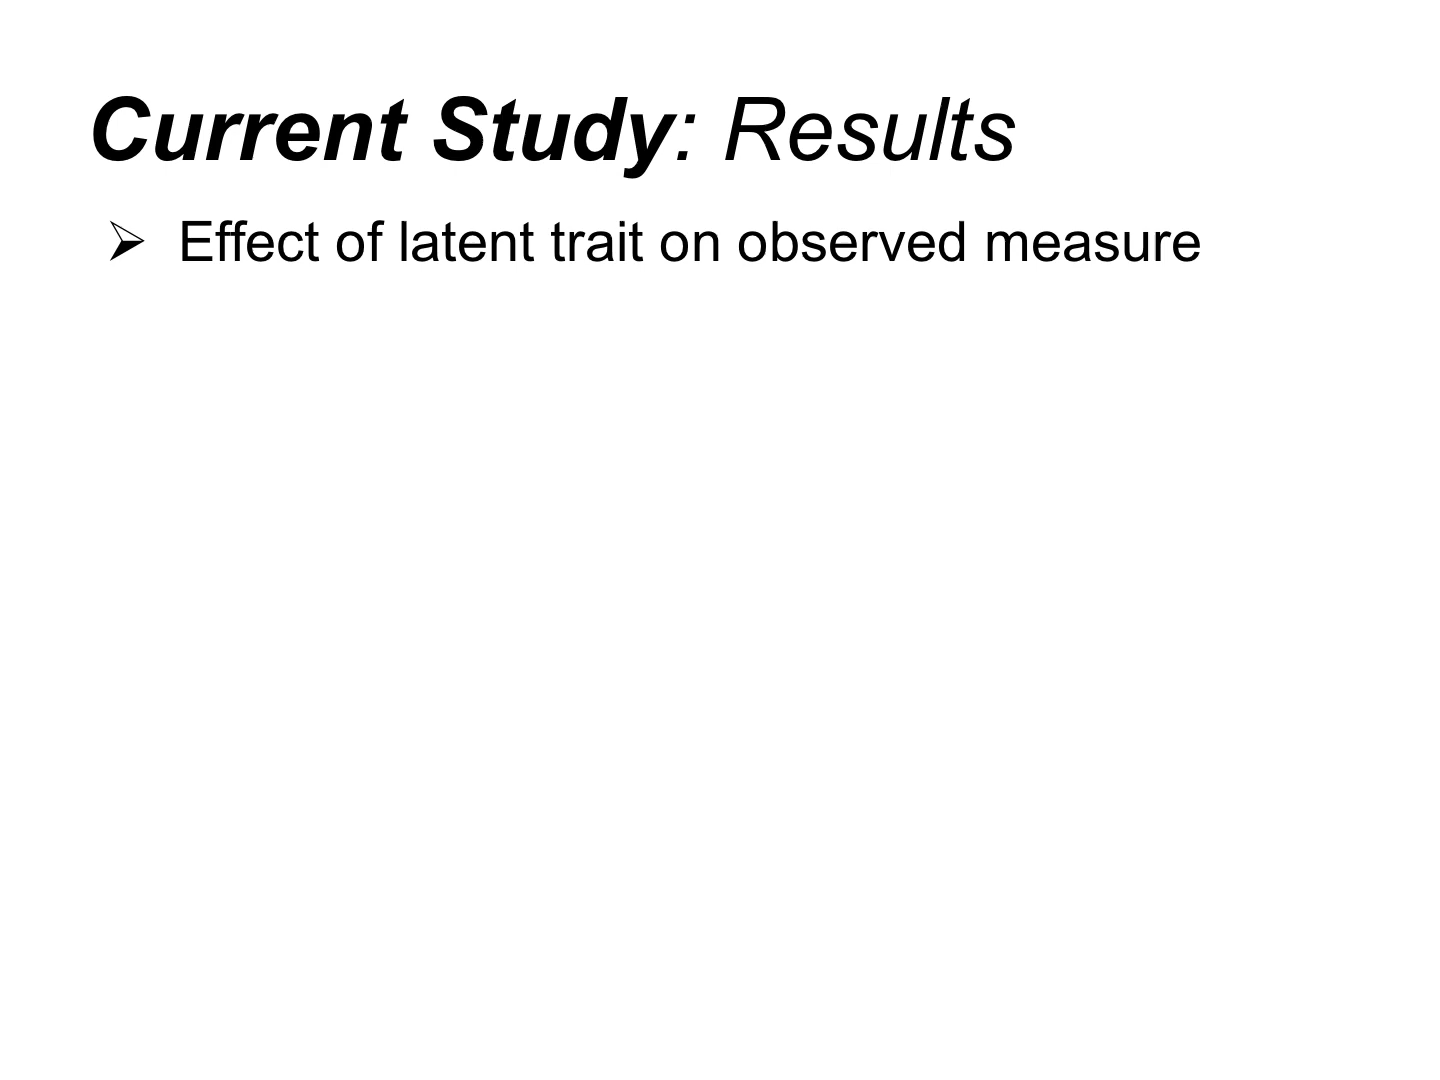 Current Study: Results
➢ Effect of latent trait on observed measure